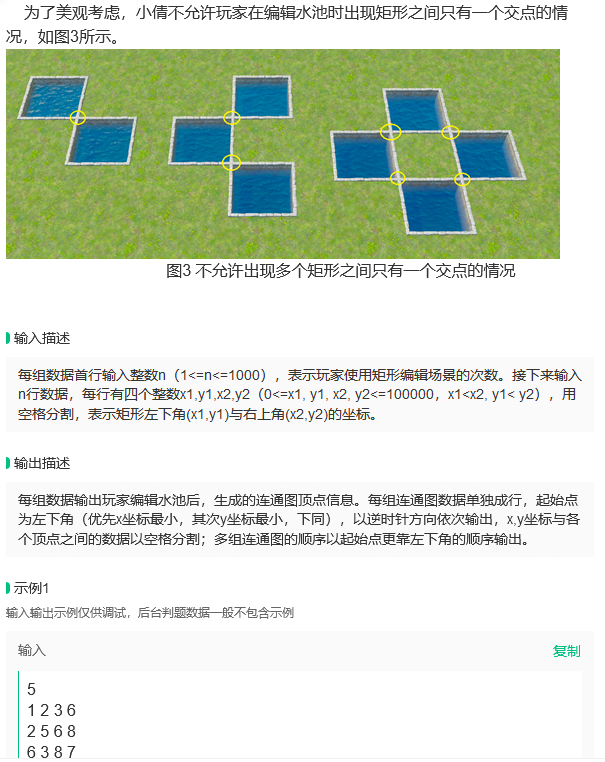 为了美观考虑，小倩不允许玩家在编辑水池时出现矩形之间只有一个交点的情
况，如图3所示。
图3 不允许出现多个矩形之间只有一个交点的情况
输入描述
每组数据首行输入整数n（1<=n<=1000），表示玩家使用矩形编辑场景的次数。接下来输入
n行数据，每行有四个整数x1,y1,x2,y2（0<=x1, y1, x2, y2<=100000，x1<x2, y1< y2），用
空格分割，表示矩形左下角(x1,y1)与右上角(x2,y2)的坐标。
输出描述
每组数据输出玩家编辑水池后，生成的连通图顶点信息。每组连通图数据单独成行，起始点
为左下角（优先x坐标最小，其次y坐标最小，下同），以逆时针方向依次输出，x,y坐标与各
个顶点之间的数据以空格分割；多组连通图的顺序以起始点更靠左下角的顺序输出。
示例1
输入输出示例仅供调试，后台判题数据一般不包含示例
输入
复制
5
1 2 3 6
2 5 6 8
6 3 8 7